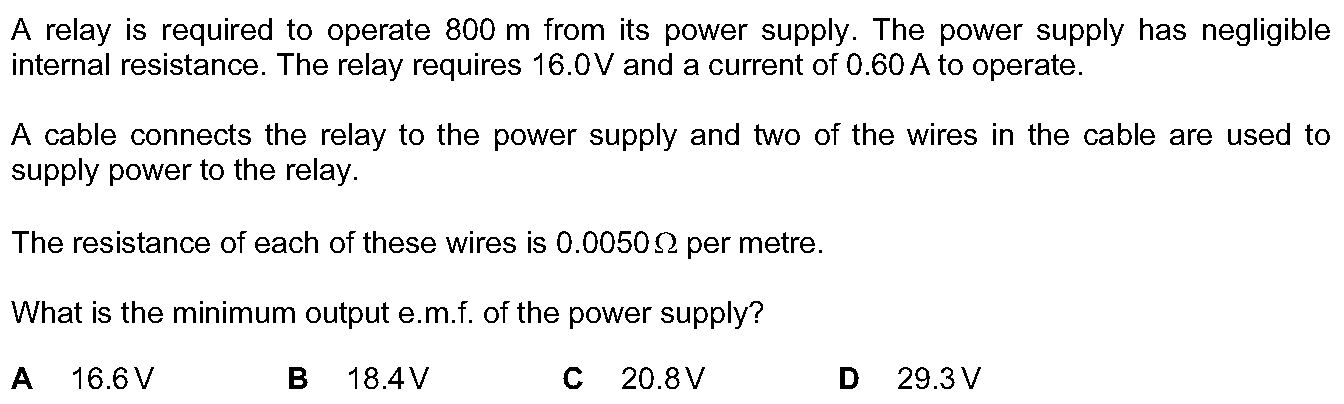 A relay is required to operate 800 m from its power supply. The power supply has negligible
internal resistance. The relay requires 16.0 V and a current of 0.60 A to operate.
A cable connects the relay to the power supply and two of the wires in the cable are used to
supply power to the relay.
The resistance of each of these wires is 0.0050 Ω per metre.
What is the minimum output e.m.f. of the power supply?
A 16.6 V B 18.4 V C 20.8 V D 29.3 V